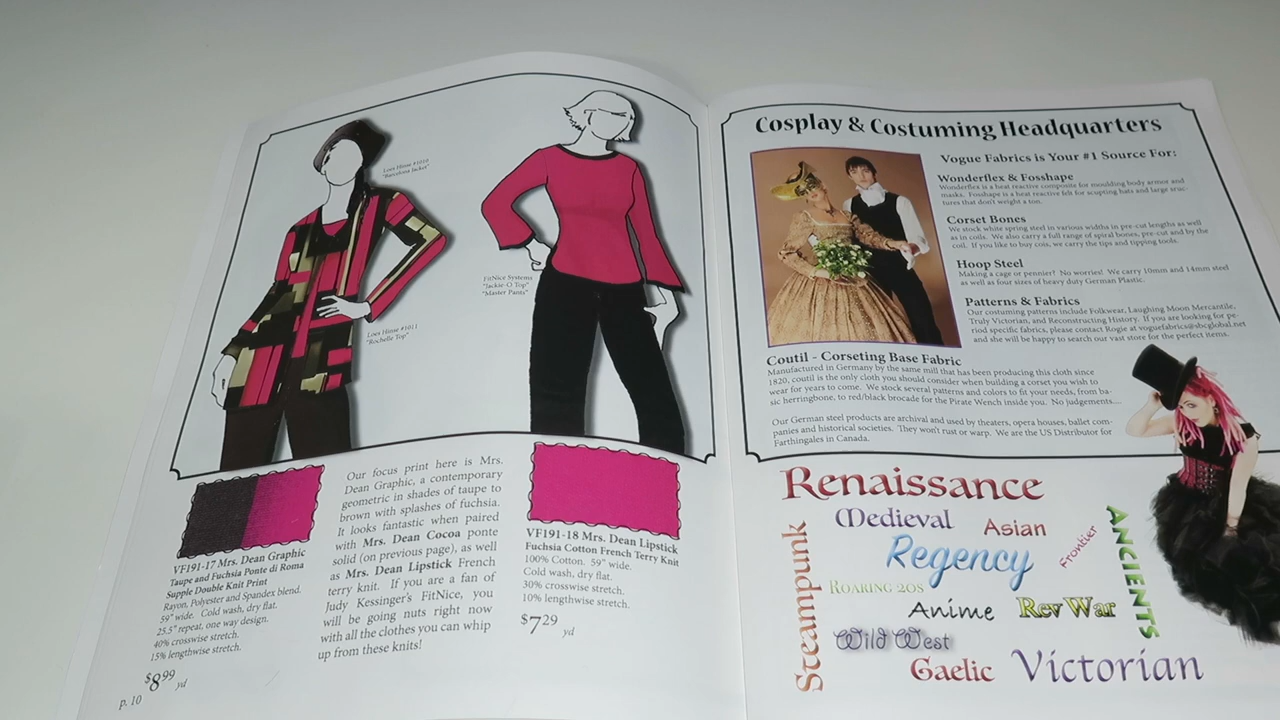 Loes Hinse #1010
"Barcelona Jacket"
Loes Hinse #1011
"Rochelle Top"
FitNice Systems
"Jackie-O Top"
"Master Pants"
VF191-17 Mrs. Dean Graphic
Taupe and Fuchsia Ponte di Roma
Supple Double Knit Print
Rayon, Polyester and Spandex blend.
59" wide. Cold wash, dry flat.
25.5" repeat, one way design.
40% crosswise stretch.
15% lengthwise stretch.
$8.99 yd
p. 10
Our focus print here is Mrs.
Dean Graphic, a contemporary
geometric in shades of taupe to
brown with splashes of fuchsia.
It looks fantastic when paired
with Mrs. Dean Cocoa ponte
solid (on previous page), as well
as Mrs. Dean Lipstick French
terry knit. If you are a fan of
Judy Kessinger's FitNice, you
will be going nuts right now
with all the clothes you can whip
up from these knits!
VF191-18 Mrs. Dean Lipstick
Fuchsia Cotton French Terry Knit
100% Cotton. 59" wide.
Cold wash, dry flat.
30% crosswise stretch.
10% lengthwise stretch.
$7 29 yd
Cosplay & Costuming Headquarters
Vogue Fabrics is Your #1 Source For:
Wonderflex & Fosshape
Wonderflex is a heat reactive composite for moulding body armor and
masks. Fosshape is a heat reactive felt for scupting hats and large struc-
tures that don't weight a ton.
Corset Bones
We stock white spring steel in various widths in pre-cut lengths as well
as in coils. We also carry a full range of spiral bones, pre-cut and by the
coil. If you like to buy coils, we carry the tips and tipping tools.
Hoop Steel
Making a cage or pennier? No worries! We carry 10mm and 14mm steel
as well as four sizes of heavy duty German Plastic.
Patterns & Fabrics
Our costuming patterns include Folkwear, Laughing Moon Mercantile,
Truly Victorian, and Reconstructing History. If you are looking for pe-
riod specific fabrics, please contact Rogie at voguefabrics@sbcglobal.net
and she will be happy to search our vast store for the perfect items.
Coutil - Corseting Base Fabric
Manufactured in Germany by the same mill that has been producing this cloth since
1820, coutil is the only cloth you should consider when building a corset you wish to
wear for years to come. We stock several patterns and colors to fit your needs, from ba-
sic herringbone, to red/black brocade for the Pirate Wench inside you. No judgements....
Our German steel products are archival and used by theaters, opera houses, ballet com-
panies and historical societies. They won't rust or warp. We are the US Distributor for
Farthingales in Canada.
Renaissance
Medieval
Asian
Steampunk
Regency
Frontier
ANCIENTS
Roaring 20s
Anime
Rev War
Wild West
Gaelic
Victorian